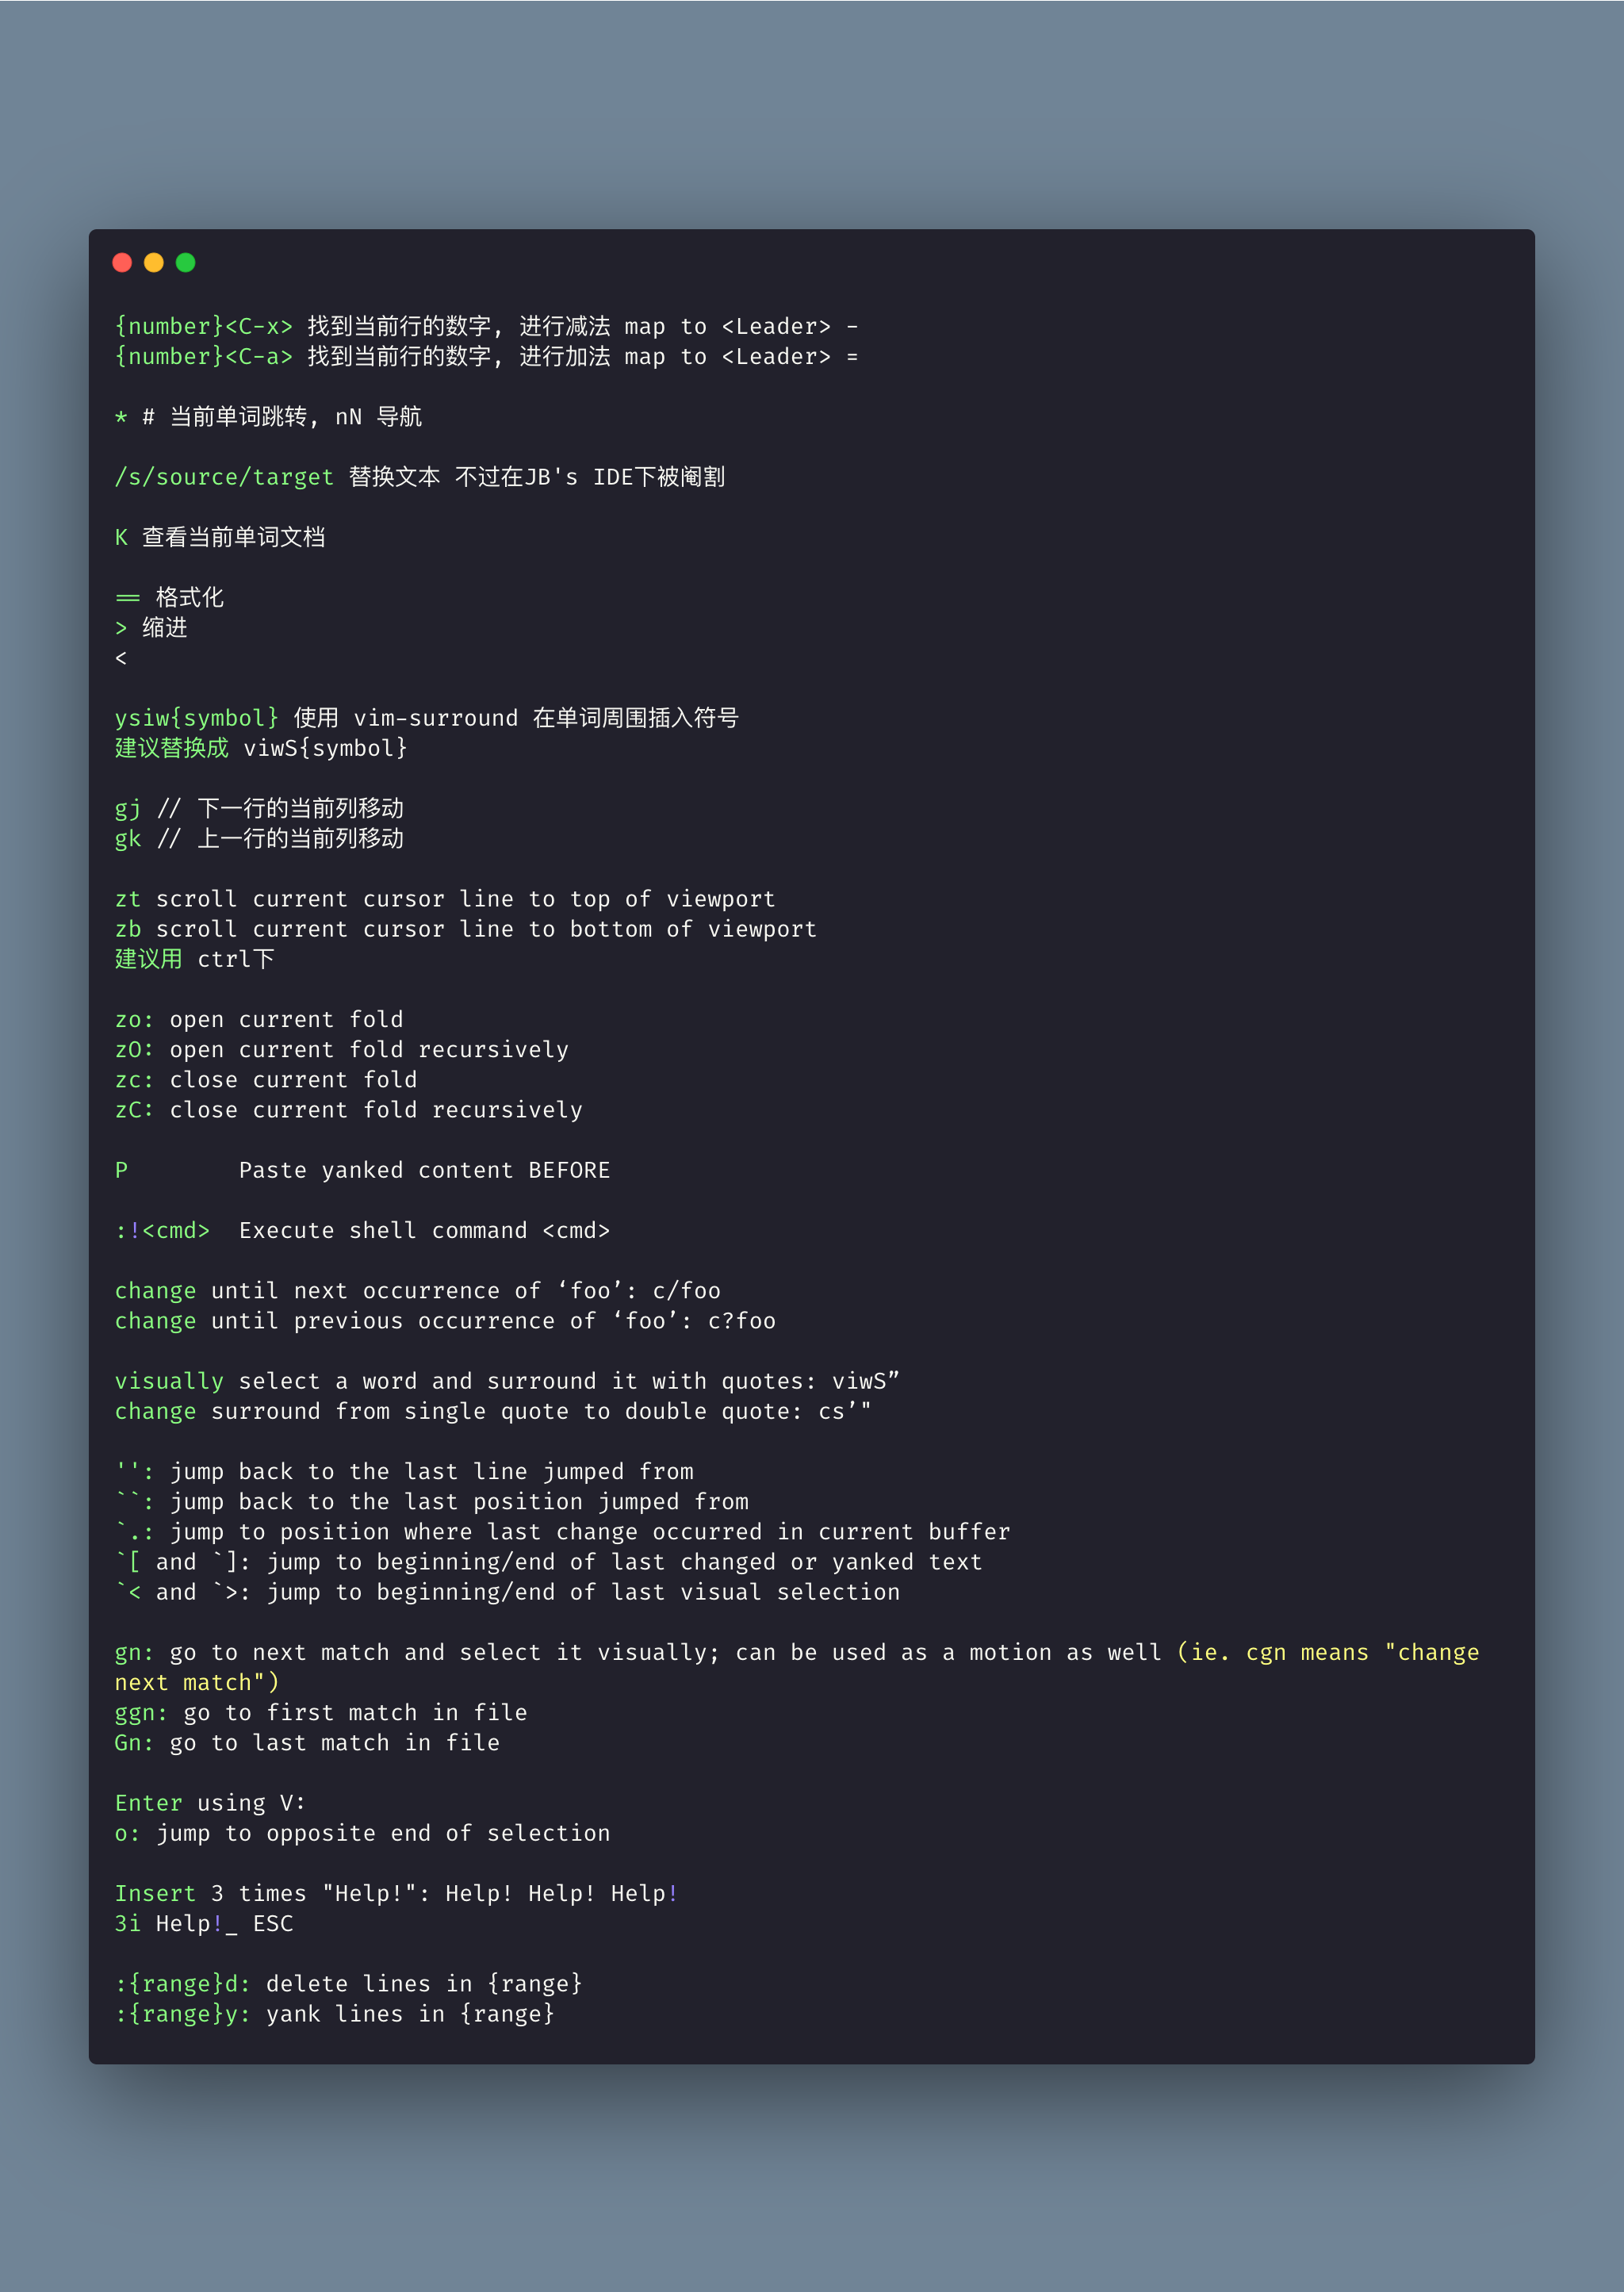 {number}<C-x> 找到当前行的数字, 进行减法 map to <Leader> -
{number}<C-a> 找到当前行的数字, 进行加法 map to <Leader> =
* # 当前单词跳转, nN 导航
/s/source/target 替换文本 不过在JB's IDE下被阉割
K 查看当前单词文档
== 格式化
> 缩进
<
ysiw{symbol} 使用 vim-surround 在单词周围插入符号
建议替换成 viwS{symbol}
gj // 下一行的当前列移动
gk // 上一行的当前列移动
zt scroll current cursor line to top of viewport
zb scroll current cursor line to bottom of viewport
建议用 ctrl下
zo: open current fold
zO: open current fold recursively
zc: close current fold
zC: close current fold recursively
P        Paste yanked content BEFORE
:!<cmd>  Execute shell command <cmd>
change until next occurrence of ‘foo’: c/foo
change until previous occurrence of ‘foo’: c?foo
visually select a word and surround it with quotes: viwS”
change surround from single quote to double quote: cs’"
'': jump back to the last line jumped from
``: jump back to the last position jumped from
`.: jump to position where last change occurred in current buffer
`[ and `]: jump to beginning/end of last changed or yanked text
`< and `>: jump to beginning/end of last visual selection
gn: go to next match and select it visually; can be used as a motion as well (ie. cgn means "change
next match")
ggn: go to first match in file
Gn: go to last match in file
Enter using V:
o: jump to opposite end of selection
Insert 3 times "Help!": Help! Help! Help!
3i Help!_ ESC
:{range}d: delete lines in {range}
:{range}y: yank lines in {range}